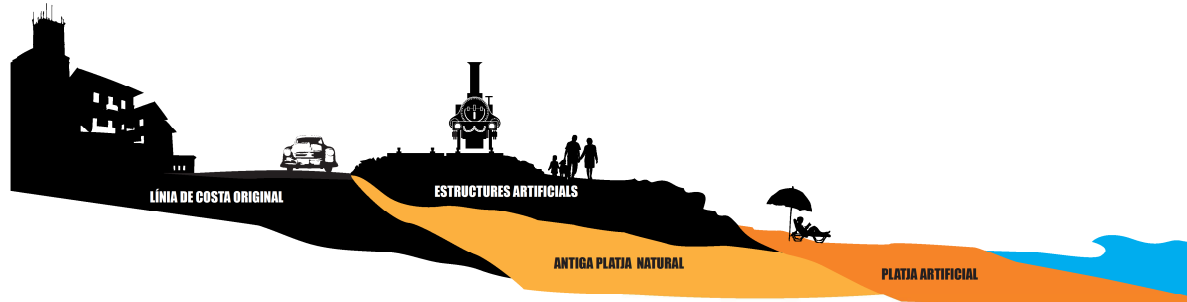 LÍNIA DE COSTA ORIGINAL
ESTRUCTURES ARTIFICIALS
ANTIGA PLATJA NATURAL
PLATJA ARTIFICIAL